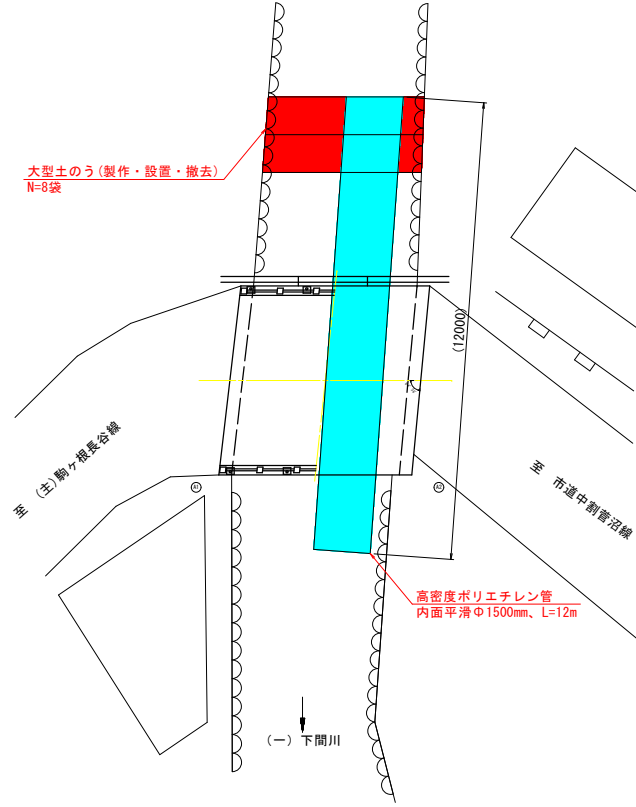 大型土のう(製作・設置・撤去)
N=8袋
(12000)
至 (主)駒ヶ根長谷線
至 市道中割菅沼線
A1
A2
高密度ポリエチレン管
内面平滑Φ1500mm、L=12m
(一) 下間川